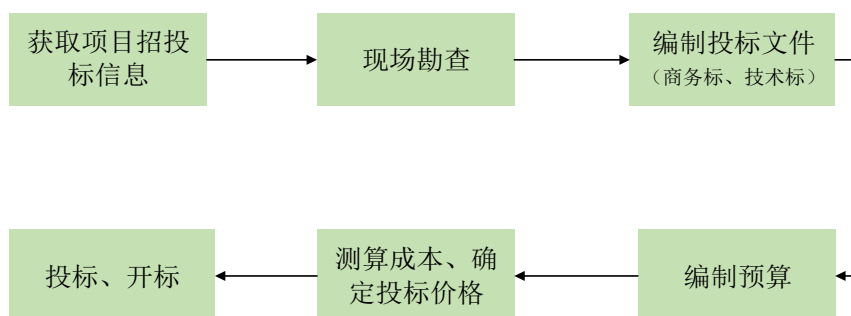 获取项目招投
标信息
现场勘查
编制投标文件
（商务标、技术标）
编制预算
测算成本、确
定投标价格
投标、开标